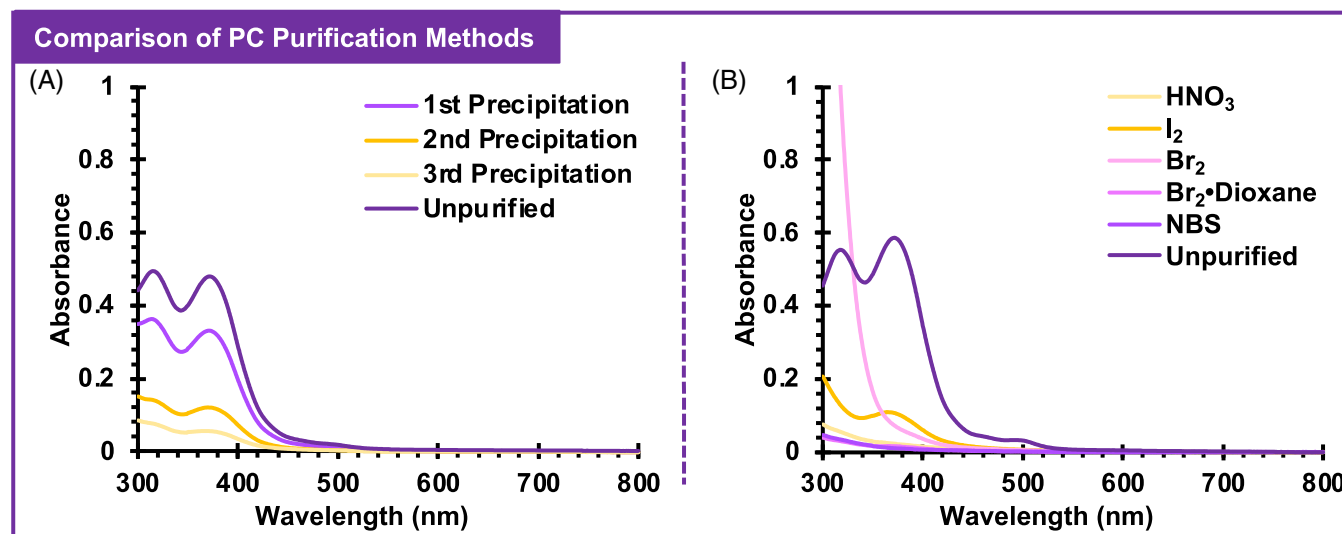 Comparison of PC Purification Methods
(A)
1
0.8
0.6
0.4
0.2
0
Absorbance
1st Precipitation
2nd Precipitation
3rd Precipitation
Unpurified
300 400 500 600 700 800
Wavelength (nm)
(B)
1
0.8
0.6
0.4
0.2
0
Absorbance
HNO₃
I₂
Br₂
Br₂•Dioxane
NBS
Unpurified
300 400 500 600 700 800
Wavelength (nm)